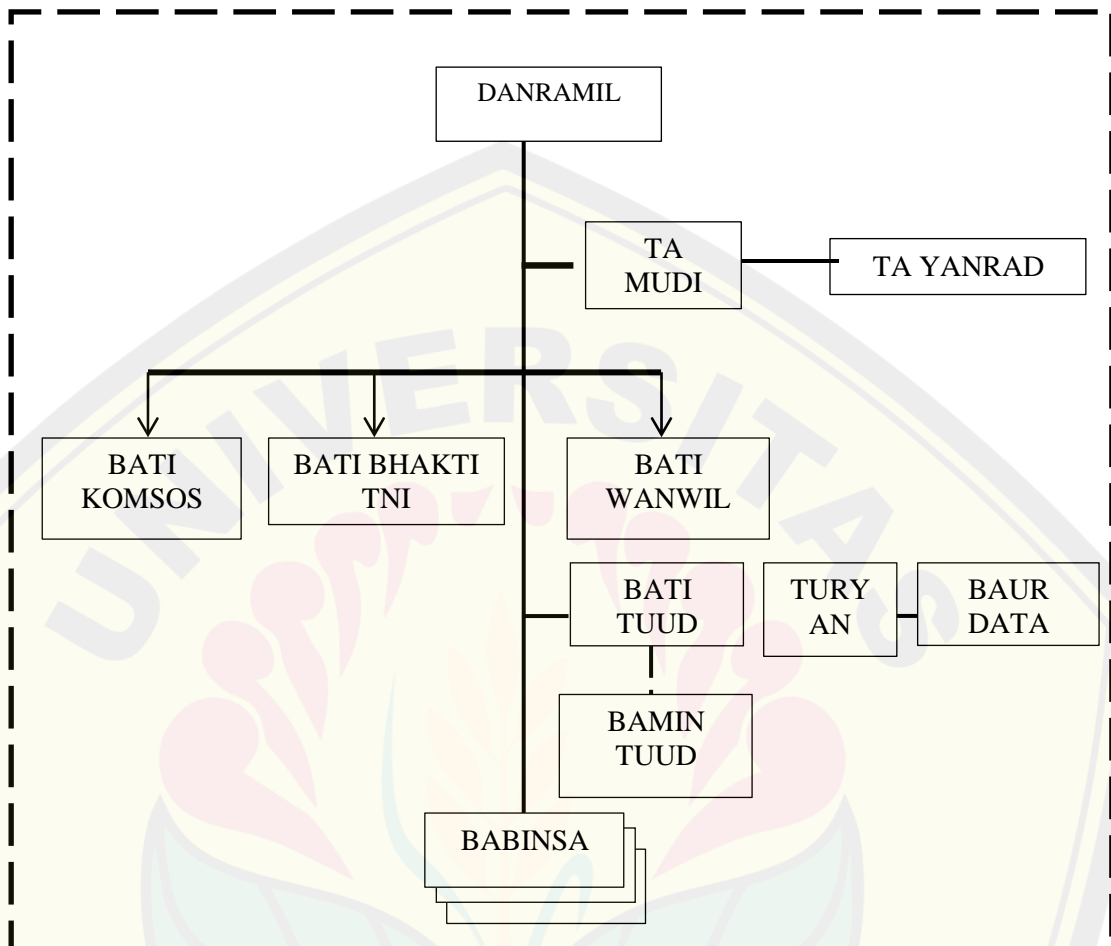 DANRAMIL
TA
MUDI
TA YANRAD
BATI
KOMSOS
BATI BHAKTI
TNI
BATI
WANWIL
BATI
TUUD
TURY
AN
BAUR
DATA
BAMIN
TUUD
BABINSA
UNIVERSITAS